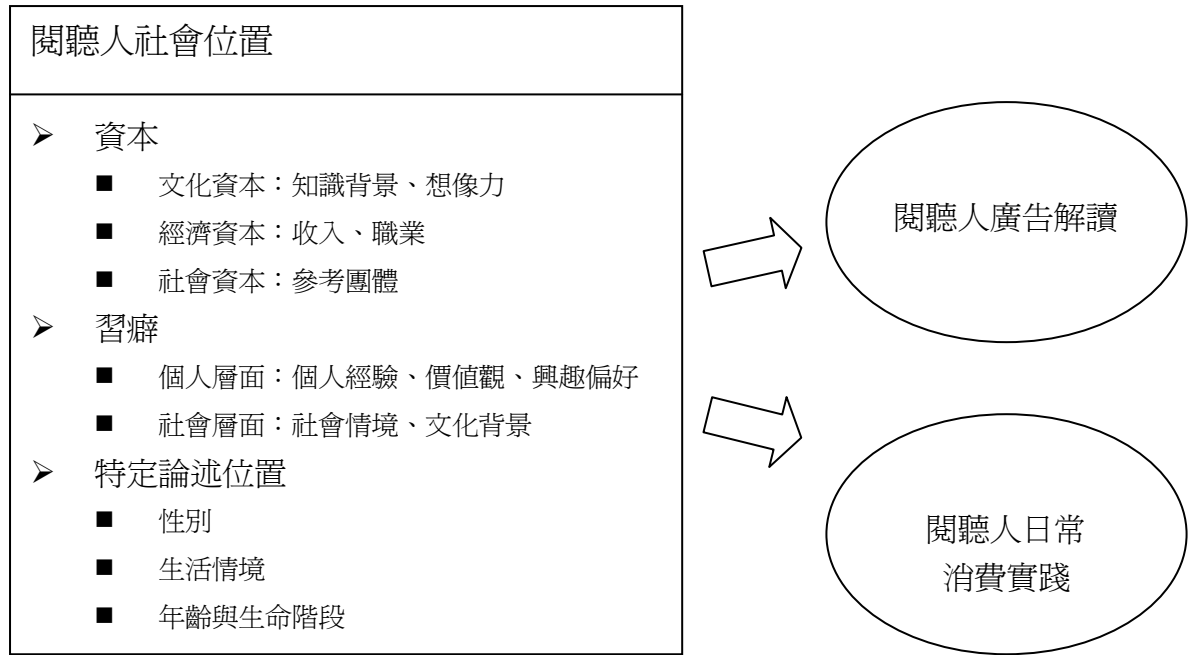 閱聽人社會位置
➢ 資本
■ 文化資本：知識背景、想像力
■ 經濟資本：收入、職業
■ 社會資本：參考團體
➢ 習癖
■ 個人層面：個人經驗、價值觀、興趣偏好
■ 社會層面：社會情境、文化背景
➢ 特定論述位置
■ 性別
■ 生活情境
■ 年齡與生命階段
閱聽人廣告解讀
閱聽人日常
消費實踐